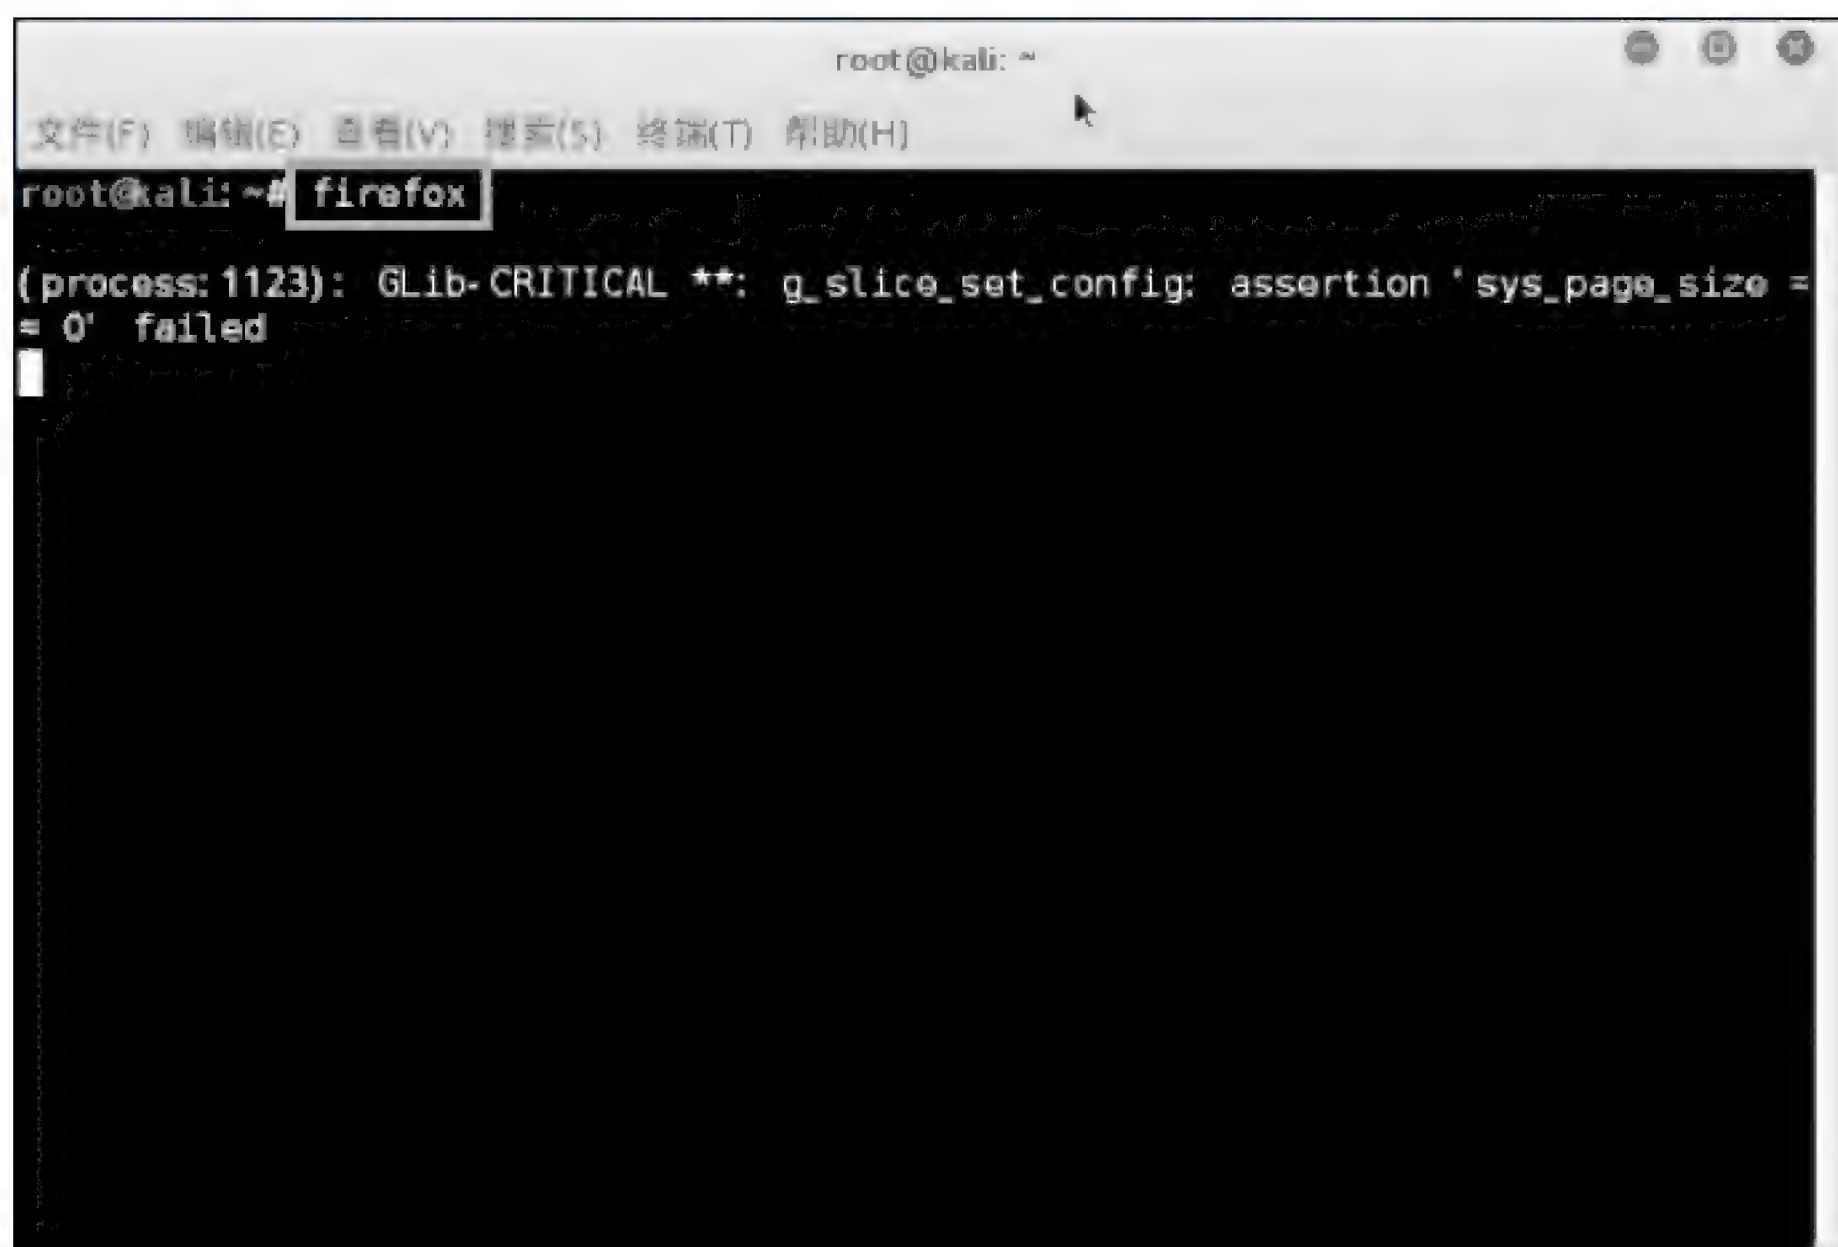 root@kali: ~
文件(F) 编辑(E) 查看(V) 搜索(S) 终端(T) 帮助(H)
root@kali:~# firefox
(process:1123): GLib-CRITICAL **: g_slice_set_config: assertion 'sys_page_size =
= 0' failed